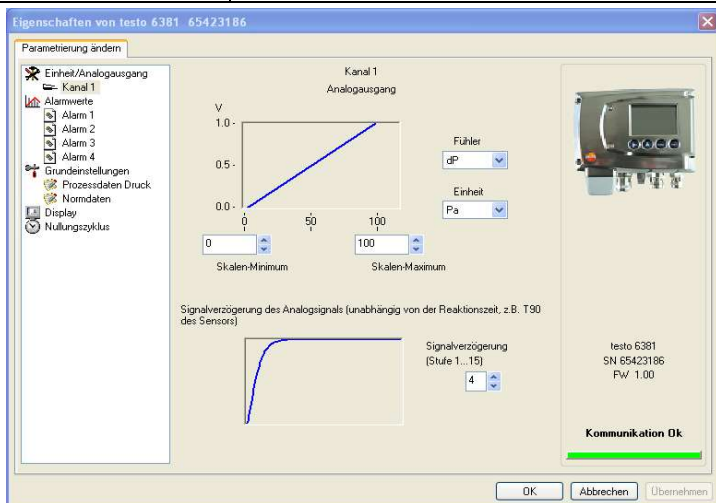 Eigenschaften von testo 6381 65423186
Parametrierung ändern
Einheit/Analogausgang
Kanal 1
Alarmwerte
Alarm 1
Alarm 2
Alarm 3
Alarm 4
Grundeinstellungen
Prozessdaten Druck
Normdaten
Display
Nullungszyklus
Kanal 1
Analogausgang
V
1.0
0.5
0.0
0 50 100
0 100
Skalen-Minimum Skalen-Maximum
Fühler
dP
Einheit
Pa
Signalverzögerung des Analogsignals (unabhängig von der Reaktionszeit, z.B. T90
des Sensors)
Signalverzögerung
(Stufe 1...15)
4
testo 6381
SN 65423186
FW 1.00
Kommunikation Ok
OK Abbrechen Übernehmen